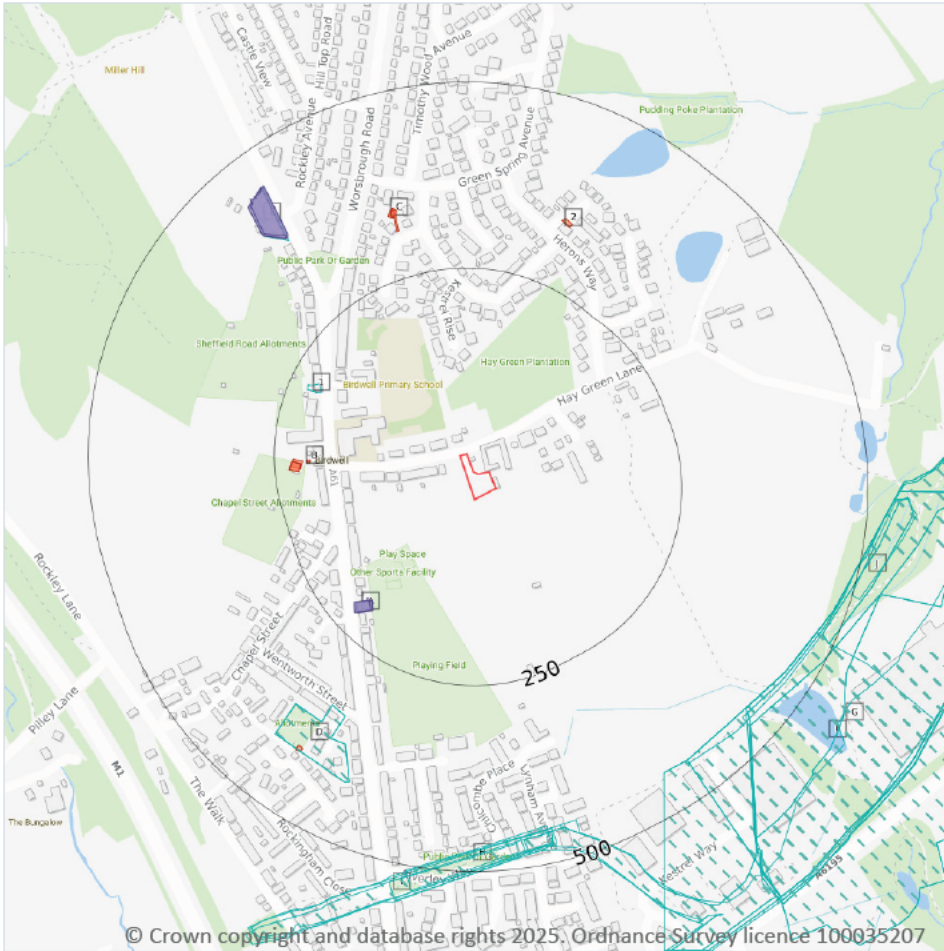 Miller Hill
Castle View
Hill Top Road
Timothy Wood Avenue
Rockley Avenue
Worsbrough Road
Green Spring Avenue
Pudding Poke Plantation
C
2
Herons Way
Public Park Or Garden
Kestrel Rise
Sheffield Road Allotments
Birdwell Primary School
Hay Green Plantation
Hay Green Lane
Birdwell
A61
Chapel Street Allotments
Play Space
Other Sports Facility
Rockley Lane
Chapel Street
Wentworth Street
Playing Field
250
Pilley Lane
Allotments
D
G
M1
The Walk
Chilcombe Place
Lynham Av
The Bungalow
Rockingham Close
500
Kestrel Way
A6195
© Crown copyright and database rights 2025. Ordnance Survey licence 100035207